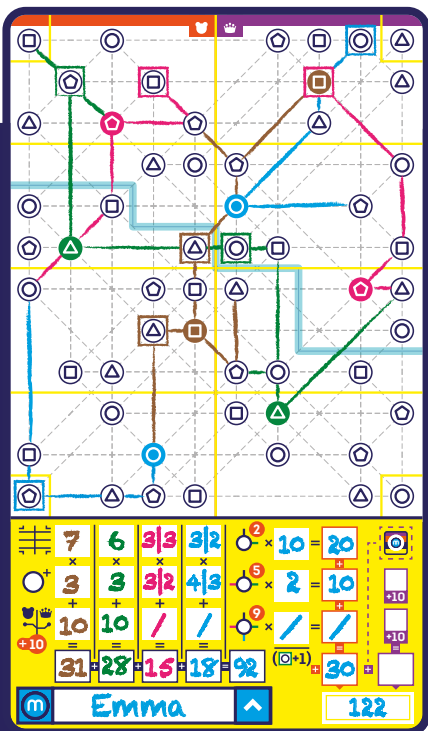 7 6 3|3 3|2 2 × 10 = 20
× × × ×
3 3 3|2 4|3 5 × 2 = 10 +10
+ + + +
+10 10 10 / / 9 × / = / +10
= = = =
31 + 28 + 15 + 18 = 92 (+1) + 30 +
m Emma 122